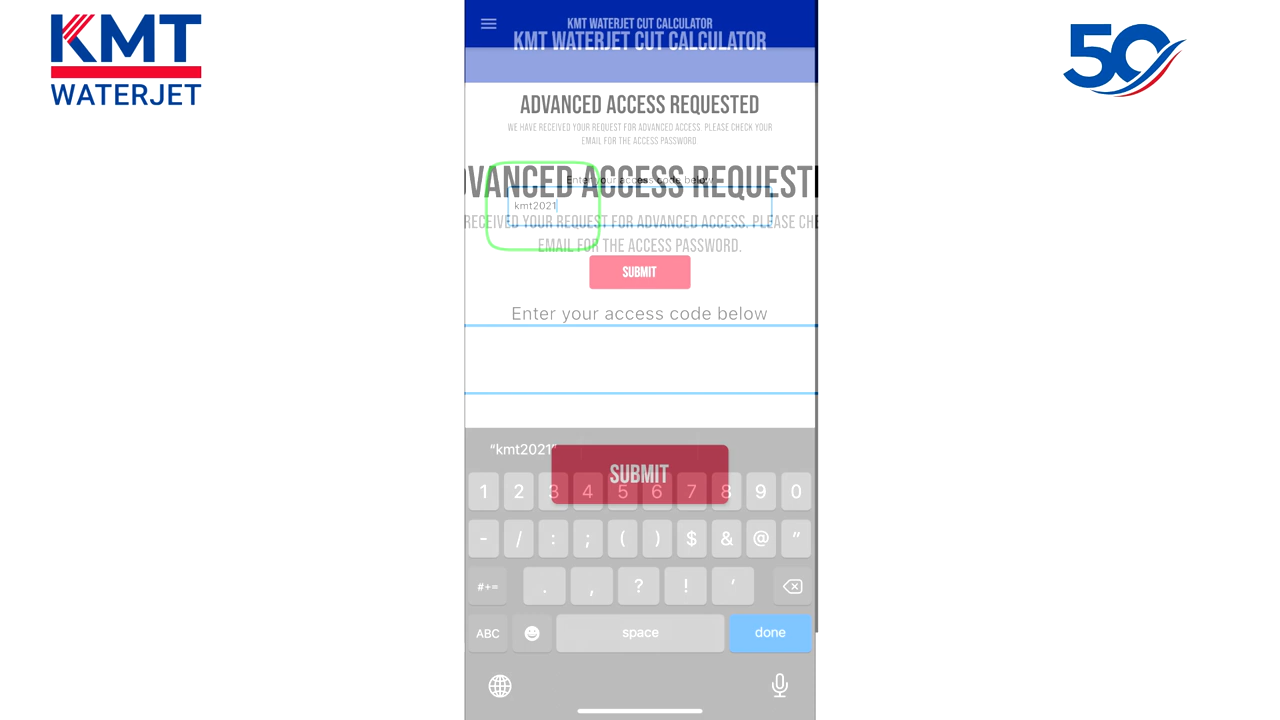 KMT
WATERJET
50
KMT WATERJET CUT CALCULATOR
KMT WATERJET CUT CALCULATOR
ADVANCED ACCESS REQUESTED
WE HAVE RECEIVED YOUR REQUEST FOR ADVANCED ACCESS. PLEASE CHECK YOUR
EMAIL FOR THE ACCESS PASSWORD
VANCED ACCESS REQUEST
Enter your access code below
kmt2021
RECEIVED YOUR REQUEST FOR ADVANCED ACCESS. PLEASE CHE
EMAIL FOR THE ACCESS PASSWORD.
SUBMIT
Enter your access code below
"kmt2021"
SUBMIT
1 2 3 4 5 6 7 8 9 0
- / : ; ( ) $ & @ "
#+= . , ? ! '
ABC space done